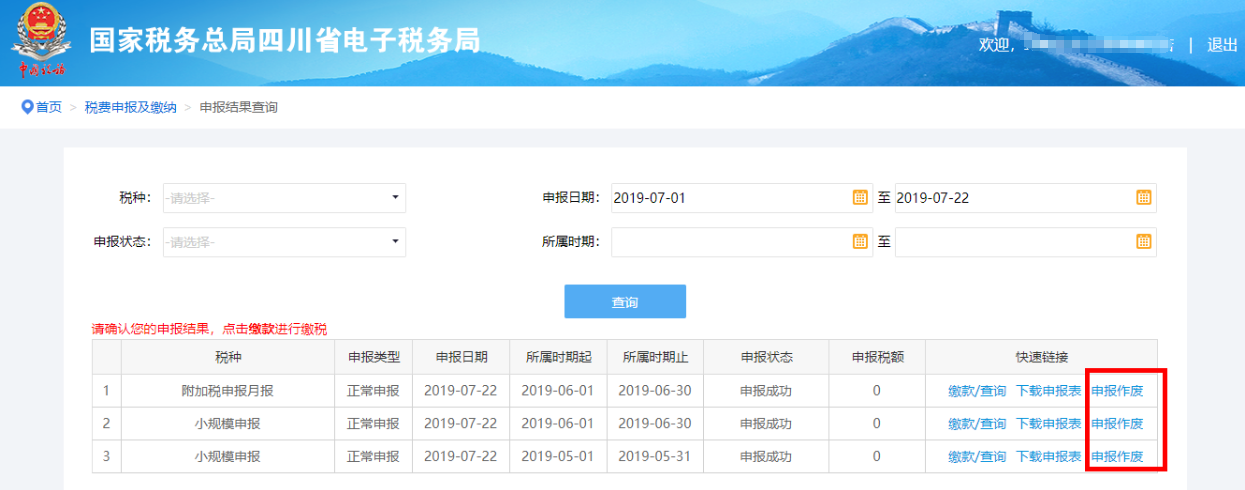 国家税务总局四川省电子税务局
中国税务
欢迎， | 退出
首页 > 税费申报及缴纳 > 申报结果查询
税种： -请选择- 申报日期： 2019-07-01 至 2019-07-22
申报状态： -请选择- 所属时期： 至
查询
请确认您的申报结果，点击缴款进行缴税
税种 申报类型 申报日期 所属时期起 所属时期止 申报状态 申报税额 快速链接
1 附加税申报月报 正常申报 2019-07-22 2019-06-01 2019-06-30 申报成功 0 缴款/查询 下载申报表 申报作废
2 小规模申报 正常申报 2019-07-22 2019-06-01 2019-06-30 申报成功 0 缴款/查询 下载申报表 申报作废
3 小规模申报 正常申报 2019-07-22 2019-05-01 2019-05-31 申报成功 0 缴款/查询 下载申报表 申报作废